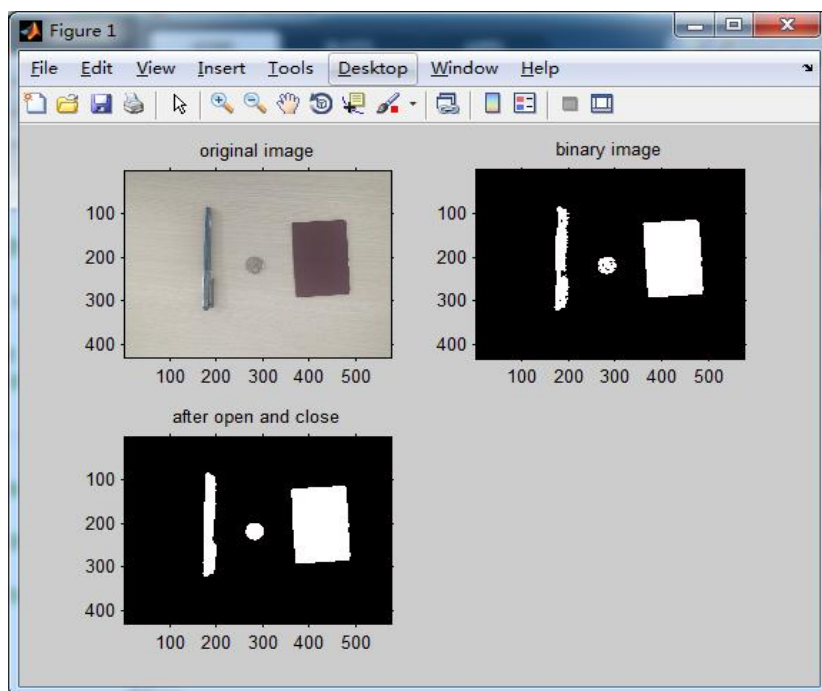 Figure 1
File Edit View Insert Tools Desktop Window Help
original image
100
200
300
400
100 200 300 400 500
binary image
100
200
300
400
100 200 300 400 500
after open and close
100
200
300
400
100 200 300 400 500